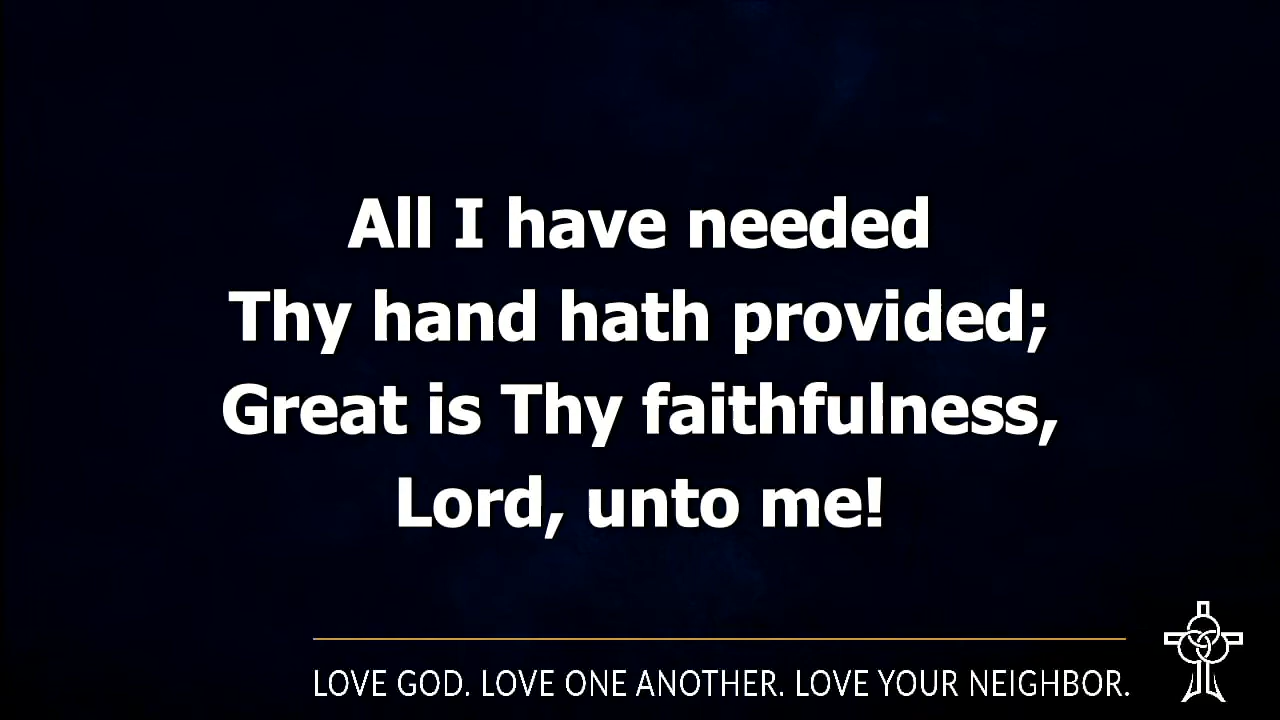 All I have needed
Thy hand hath provided;
Great is Thy faithfulness,
Lord, unto me!
LOVE GOD. LOVE ONE ANOTHER. LOVE YOUR NEIGHBOR.